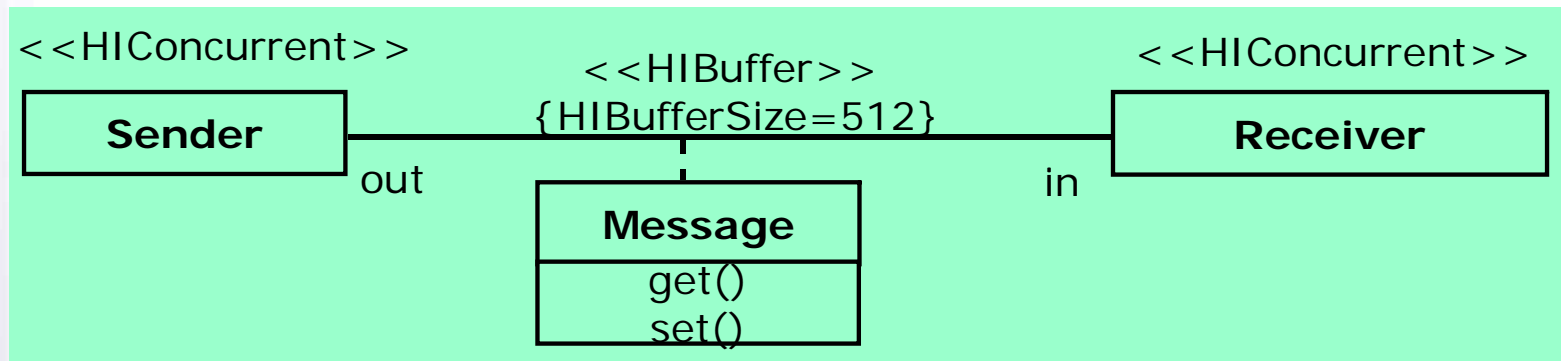 <<HIConcurrent>>
Sender
out
<<HIBuffer>>
{HIBufferSize=512}
Message
get()
set()
<<HIConcurrent>>
Receiver
in